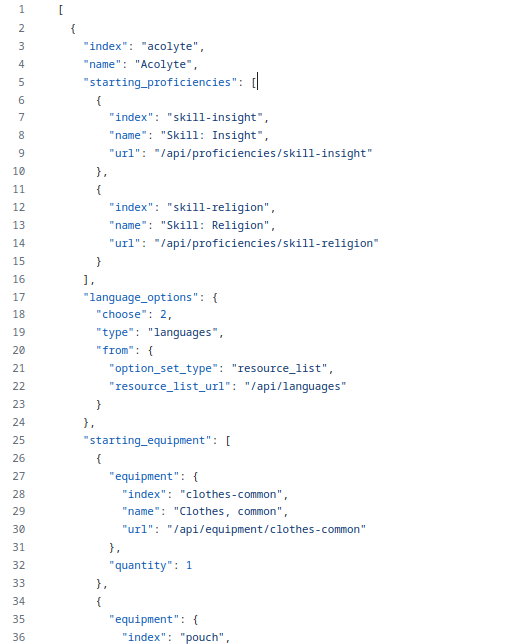 1 [
2 {
3 "index": "acolyte",
4 "name": "Acolyte",
5 "starting_proficiencies": [
6 {
7 "index": "skill-insight",
8 "name": "Skill: Insight",
9 "url": "/api/proficiencies/skill-insight"
10 },
11 {
12 "index": "skill-religion",
13 "name": "Skill: Religion",
14 "url": "/api/proficiencies/skill-religion"
15 }
16 ],
17 "language_options": {
18 "choose": 2,
19 "type": "languages",
20 "from": {
21 "option_set_type": "resource_list",
22 "resource_list_url": "/api/languages"
23 }
24 },
25 "starting_equipment": [
26 {
27 "equipment": {
28 "index": "clothes-common",
29 "name": "Clothes, common",
30 "url": "/api/equipment/clothes-common"
31 },
32 "quantity": 1
33 },
34 {
35 "equipment": {
36 "index": "pouch",